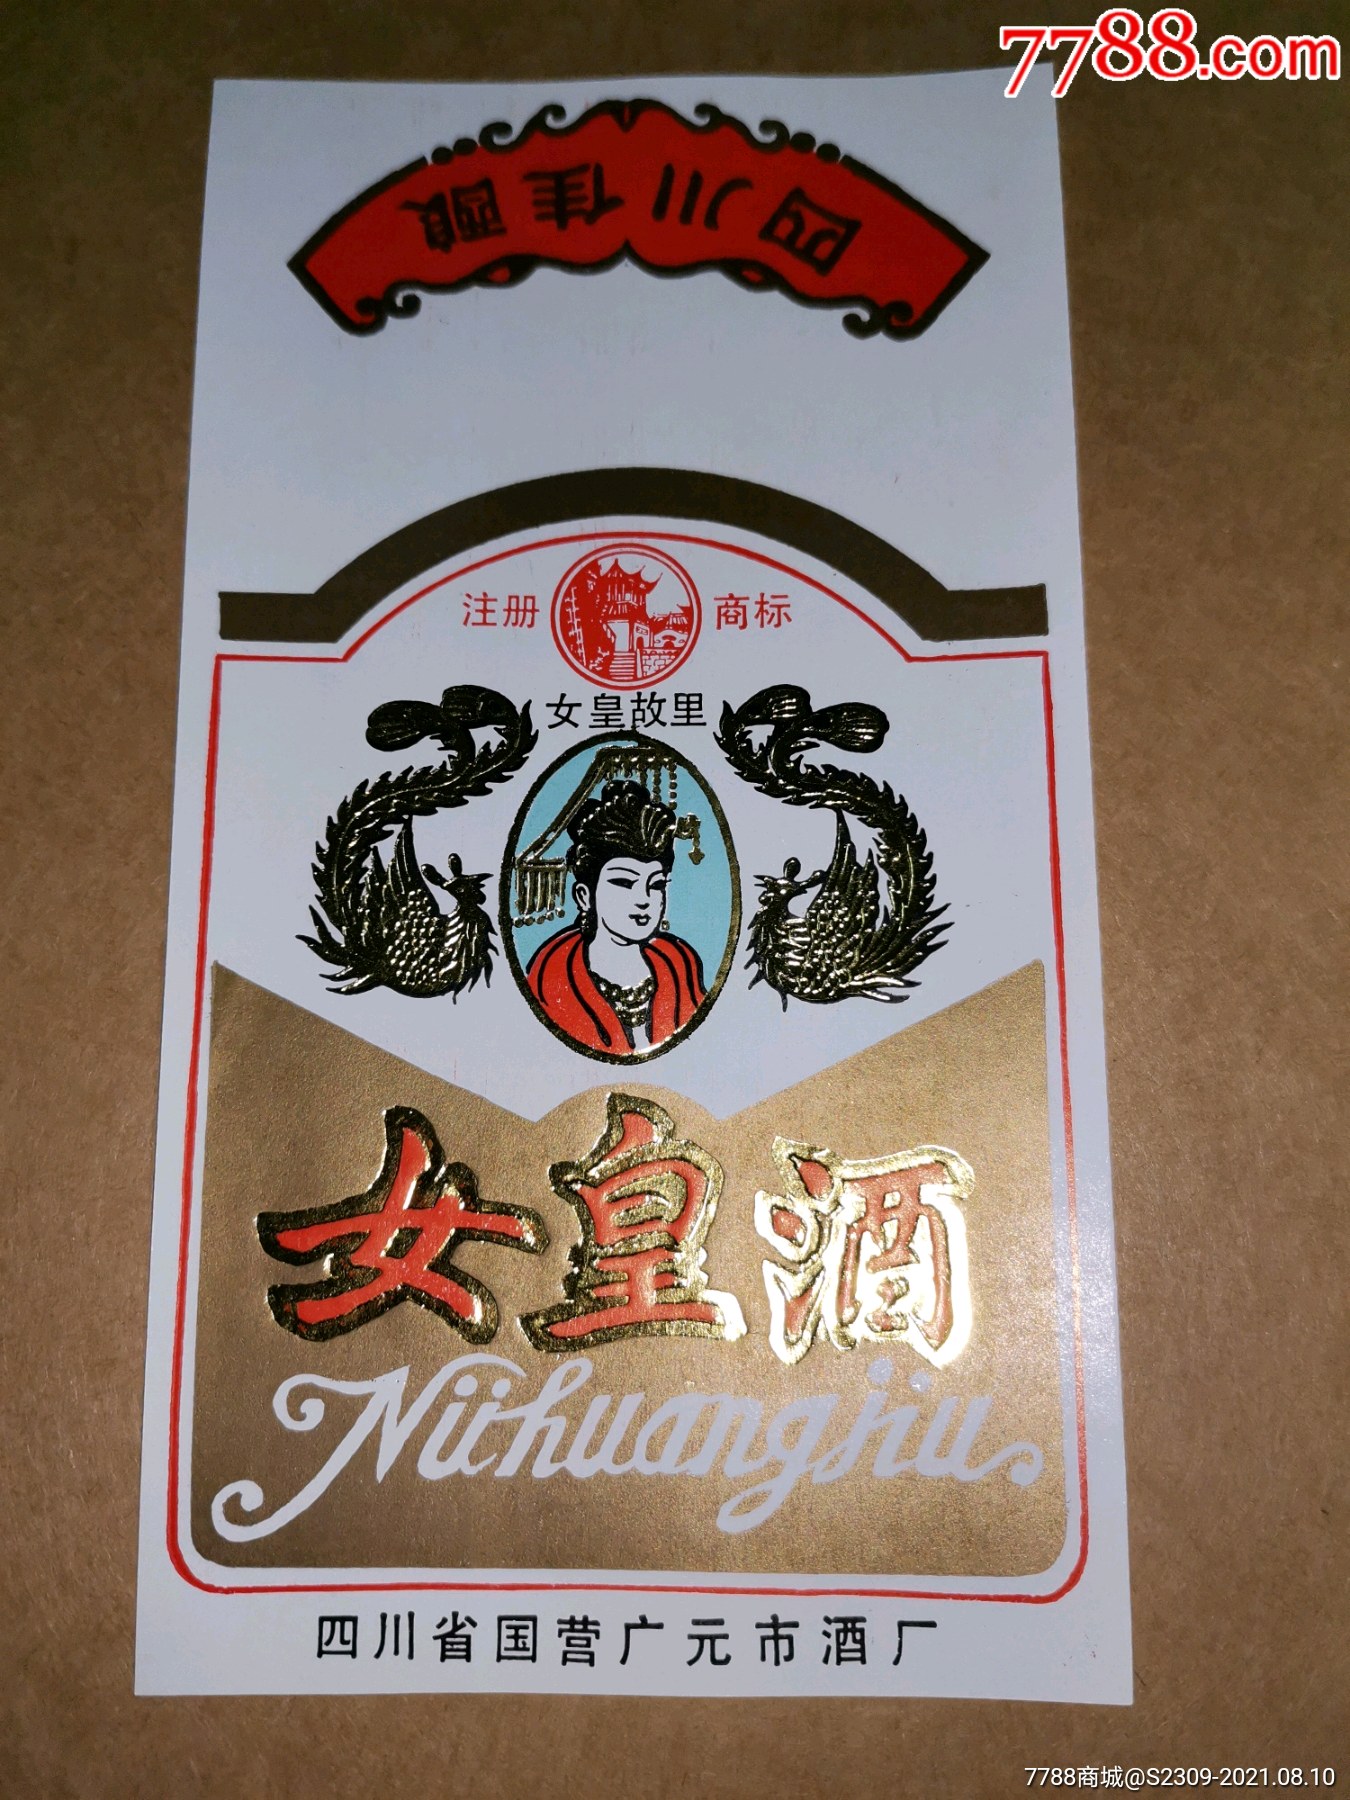 7788.com
四川佳酿
注册 商标
女皇故里
女皇酒
Nühuangjiu
四川省国营广元市酒厂
7788商城@S2309-2021.08.10